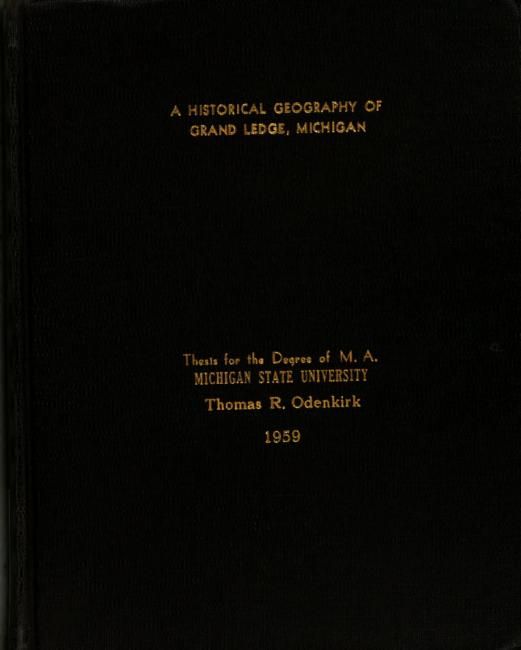 A HISTORICAL GEOGRAPHY OF
GRAND LEDGE, MICHIGAN
Thesis for the Degree of M. A.
MICHIGAN STATE UNIVERSITY
Thomas R. Odenkirk
1959